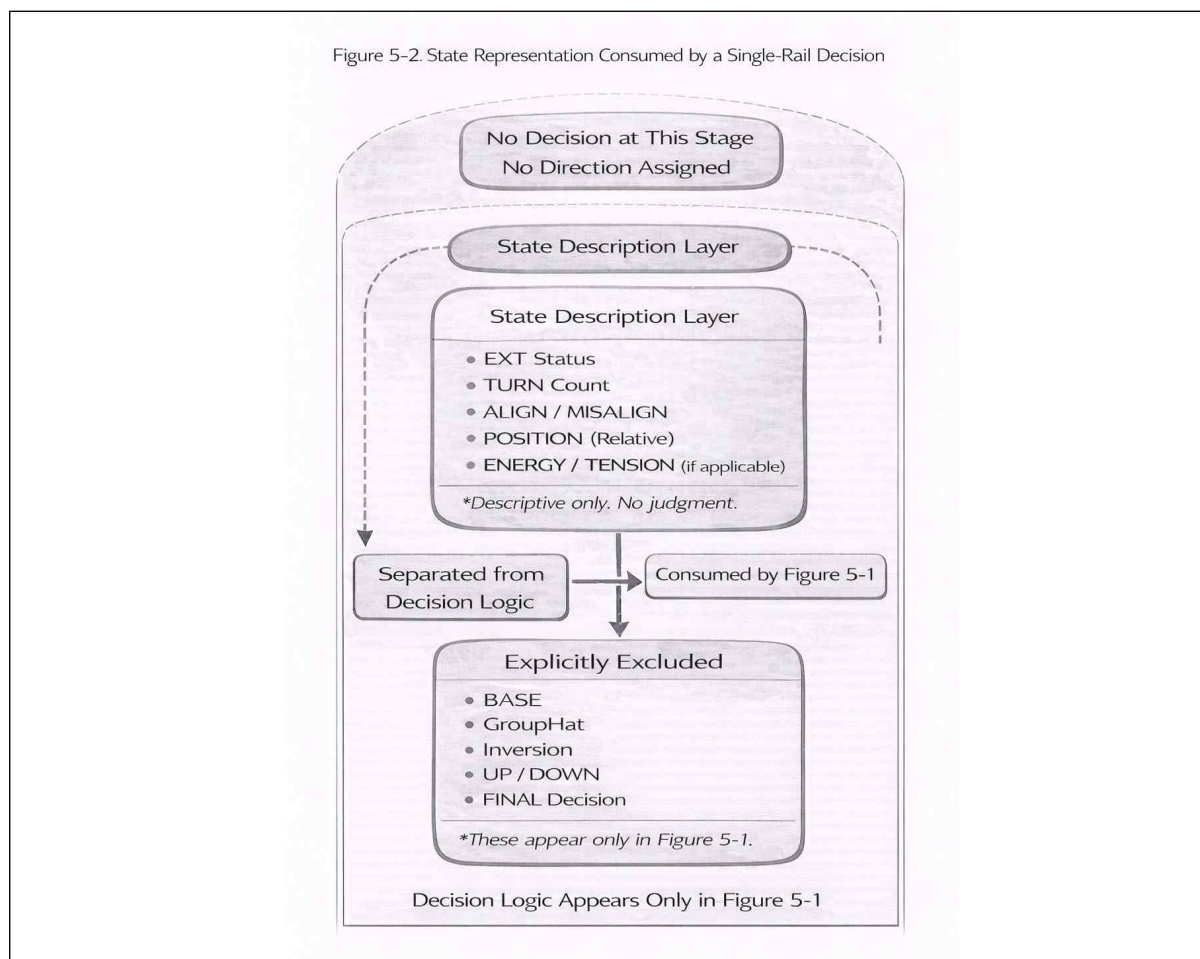 Figure 5-2. State Representation Consumed by a Single-Rail Decision
No Decision at This Stage
No Direction Assigned
State Description Layer
State Description Layer
• EXT Status
• TURN Count
• ALIGN / MISALIGN
• POSITION (Relative)
• ENERGY / TENSION (if applicable)
*Descriptive only. No judgment.
Separated from
Decision Logic
Consumed by Figure 5-1
Explicitly Excluded
• BASE
• GroupHat
• Inversion
• UP / DOWN
• FINAL Decision
*These appear only in Figure 5-1.
Decision Logic Appears Only in Figure 5-1